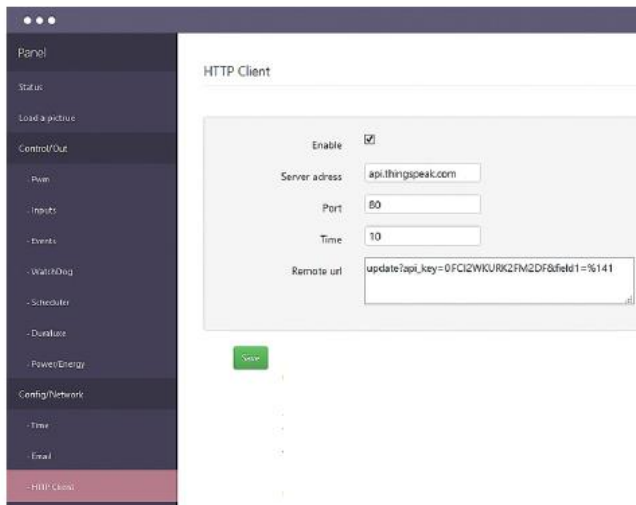 Panel
Status
Load a pictrue
Control/Out
- Pwm
- Inputs
- Events
- WatchDog
- Scheduler
- Duraluxe
- Power/Energy
Config/Network
- Time
- Email
- HTTP Client
HTTP Client
Enable
Server adress api.thingspeak.com
Port 80
Time 10
Remote url update?api_key=0FCI2WKURK2FM2DF&field1=%141
Save